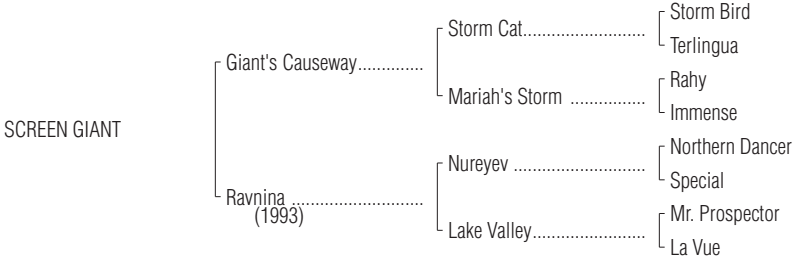 Storm Bird
Storm Cat..........................
Terlingua
Giant's Causeway..............
Rahy
Mariah's Storm ................
Immense
SCREEN GIANT
Northern Dancer
Nureyev ............................
Special
Ravnina ............................
(1993)
Mr. Prospector
Lake Valley........................
La Vue